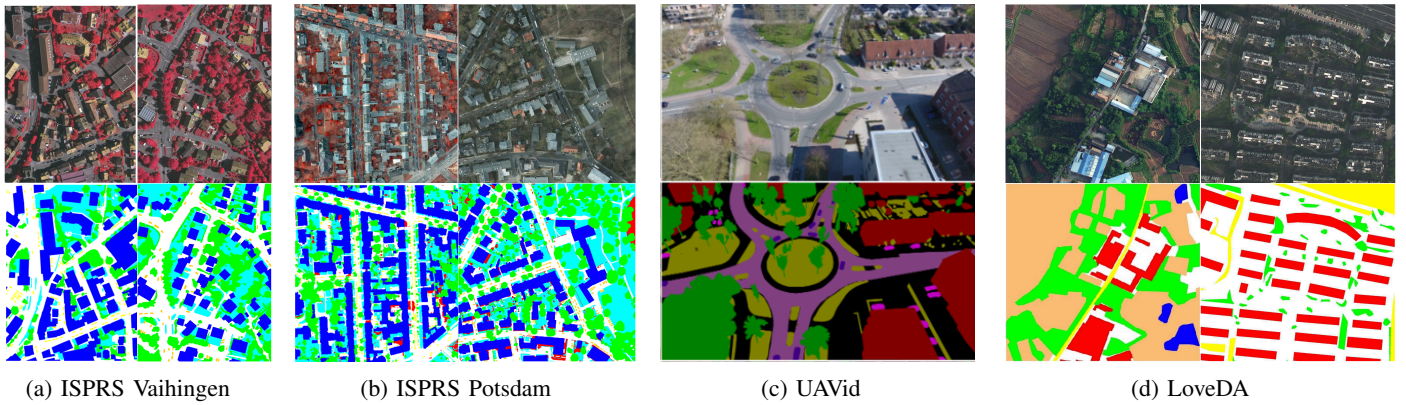 (a) ISPRS Vaihingen
(b) ISPRS Potsdam
(c) UAVid
(d) LoveDA